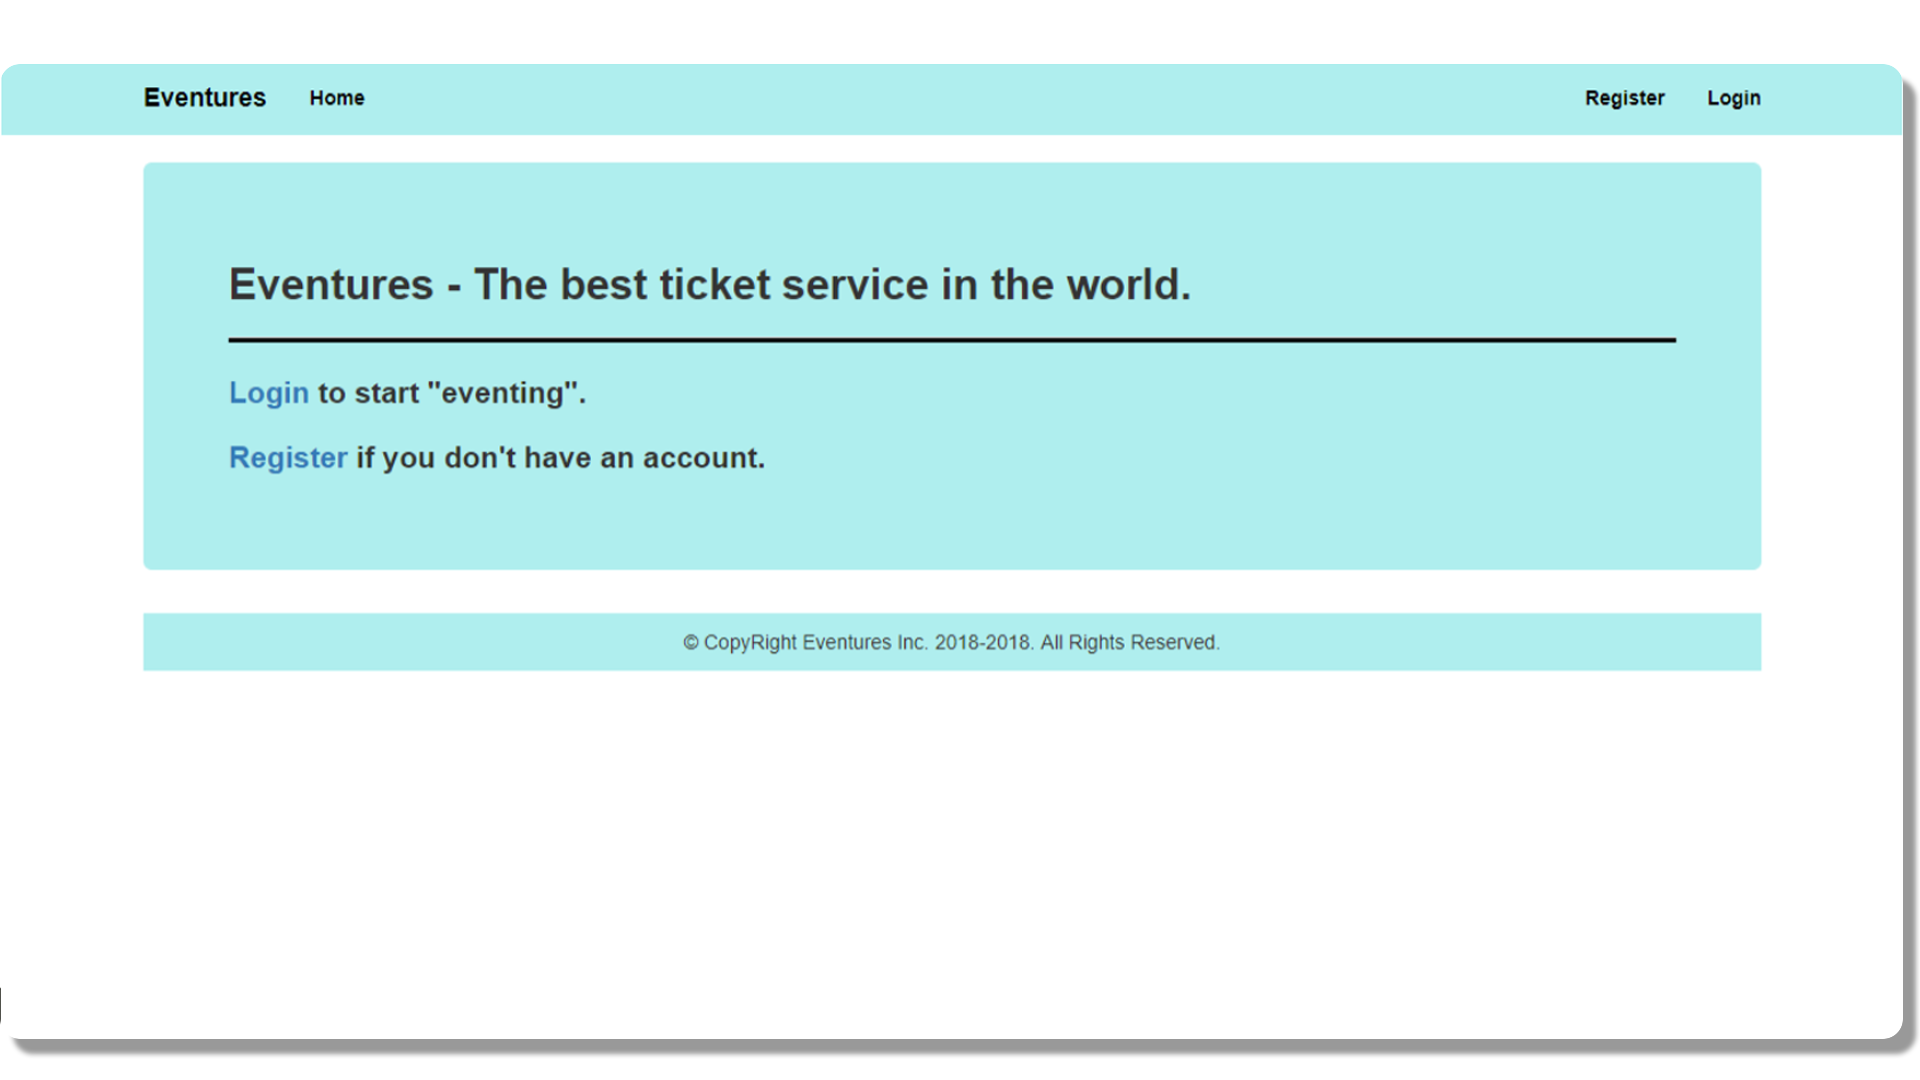 Eventures Home Register Login
Eventures - The best ticket service in the world.
Login to start "eventing".
Register if you don't have an account.
© CopyRight Eventures Inc. 2018-2018. All Rights Reserved.